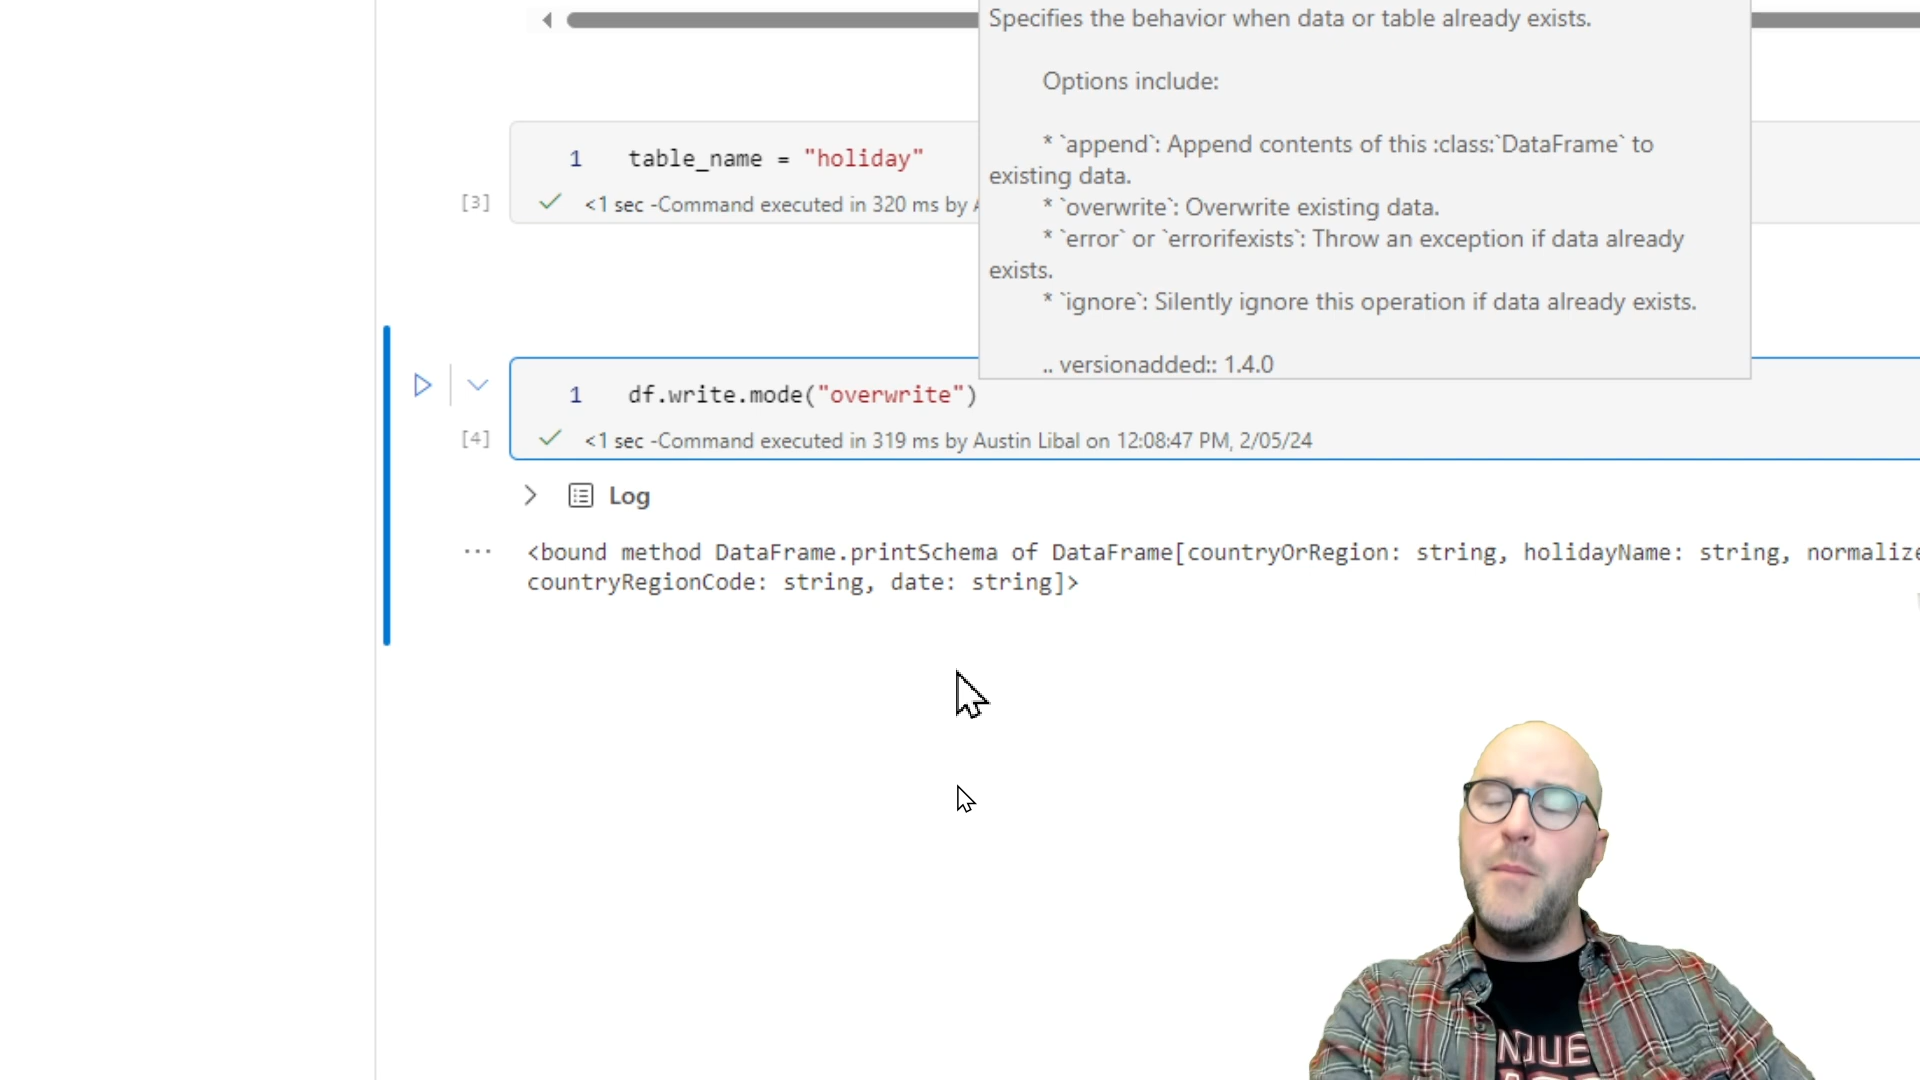 Specifies the behavior when data or table already exists.
Options include:
* `append`: Append contents of this :class:`DataFrame` to
existing data.
* `overwrite`: Overwrite existing data.
* `error` or `errorifexists`: Throw an exception if data already
exists.
* `ignore`: Silently ignore this operation if data already exists.
.. versionadded:: 1.4.0
1 table_name = "holiday"
[3] <1 sec -Command executed in 320 ms by
1 df.write.mode("overwrite")
[4] <1 sec -Command executed in 319 ms by Austin Libal on 12:08:47 PM, 2/05/24
Log
<bound method DataFrame.printSchema of DataFrame[countryOrRegion: string, holidayName: string, normalize
countryRegionCode: string, date: string]>